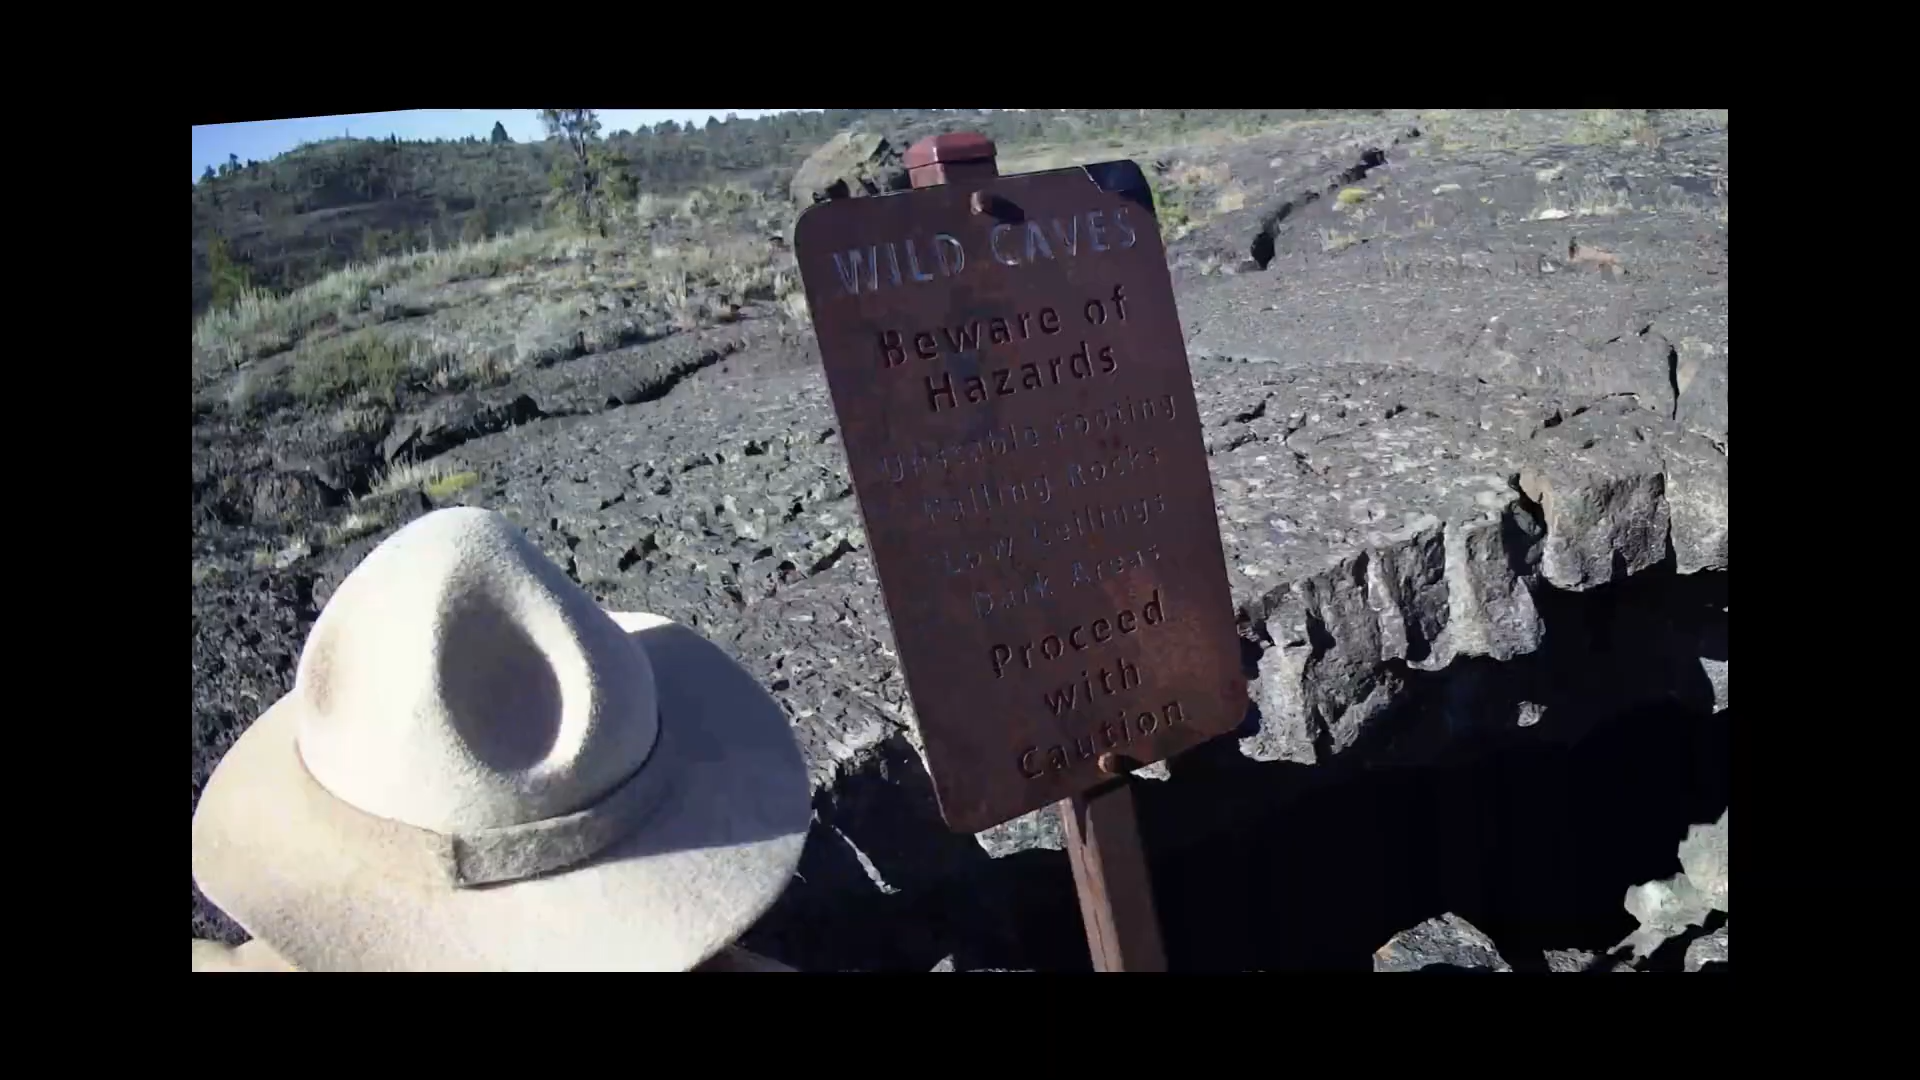 WILD CAVES
Beware of
Hazards
Unstable Footing
Falling Rocks
Low Ceilings
Dark Areas
Proceed
with
Caution